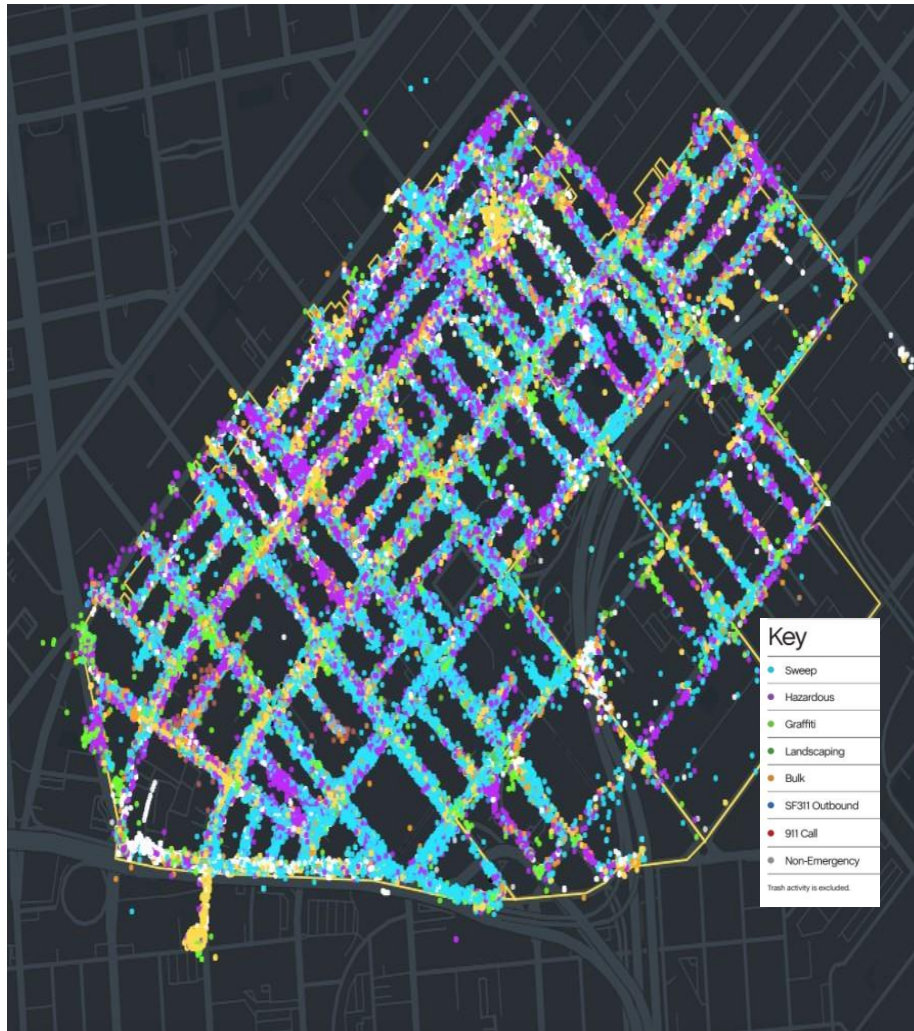 Key
Sweep
Hazardous
Graffiti
Landscaping
Bulk
SF311 Outbound
911 Call
Non-Emergency
Trash activity is excluded.